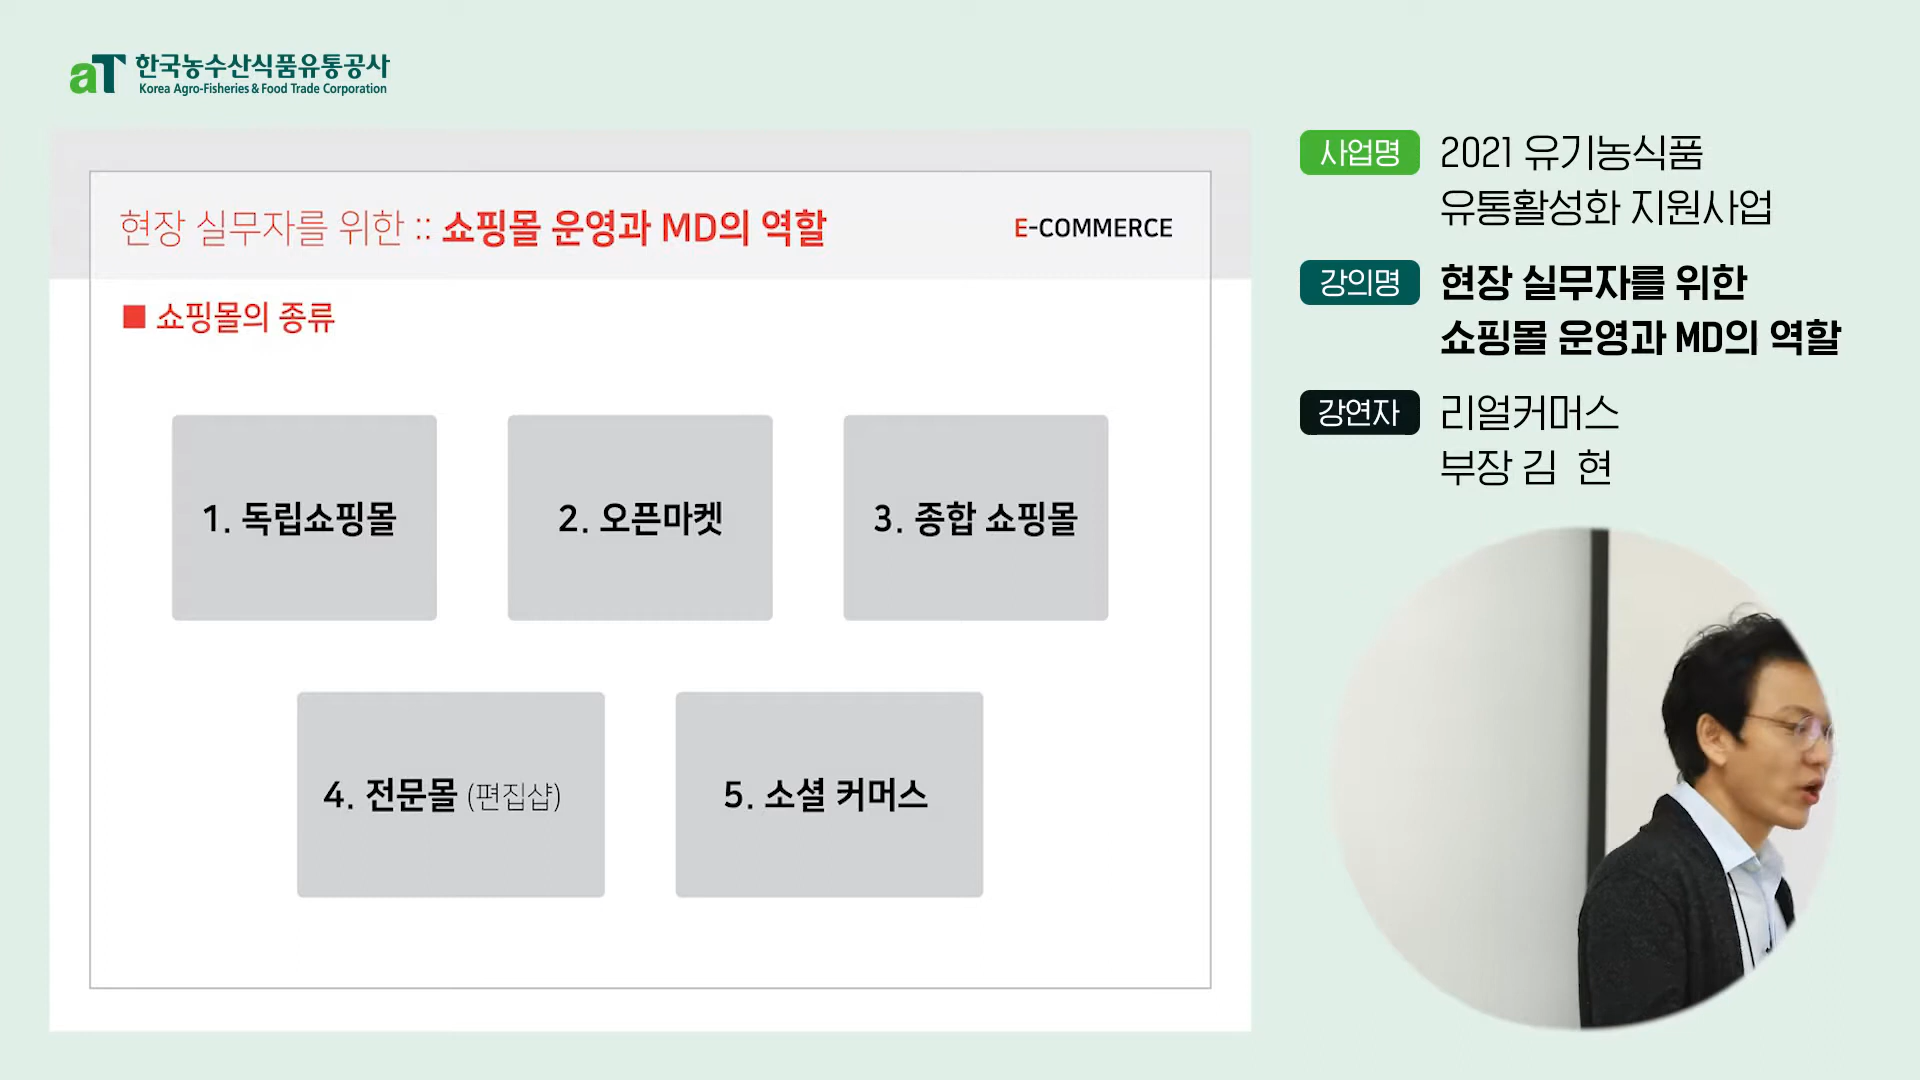 aT 한국농수산식품유통공사
Korea Agro-Fisheries & Food Trade Corporation
현장 실무자를 위한 :: 쇼핑몰 운영과 MD의 역할
E-COMMERCE
■ 쇼핑몰의 종류
1. 독립쇼핑몰
2. 오픈마켓
3. 종합 쇼핑몰
4. 전문몰 (편집샵)
5. 소셜 커머스
사업명 2021 유기농식품
유통활성화 지원사업
강의명 현장 실무자를 위한
쇼핑몰 운영과 MD의 역할
강연자 리얼커머스
부장 김 현